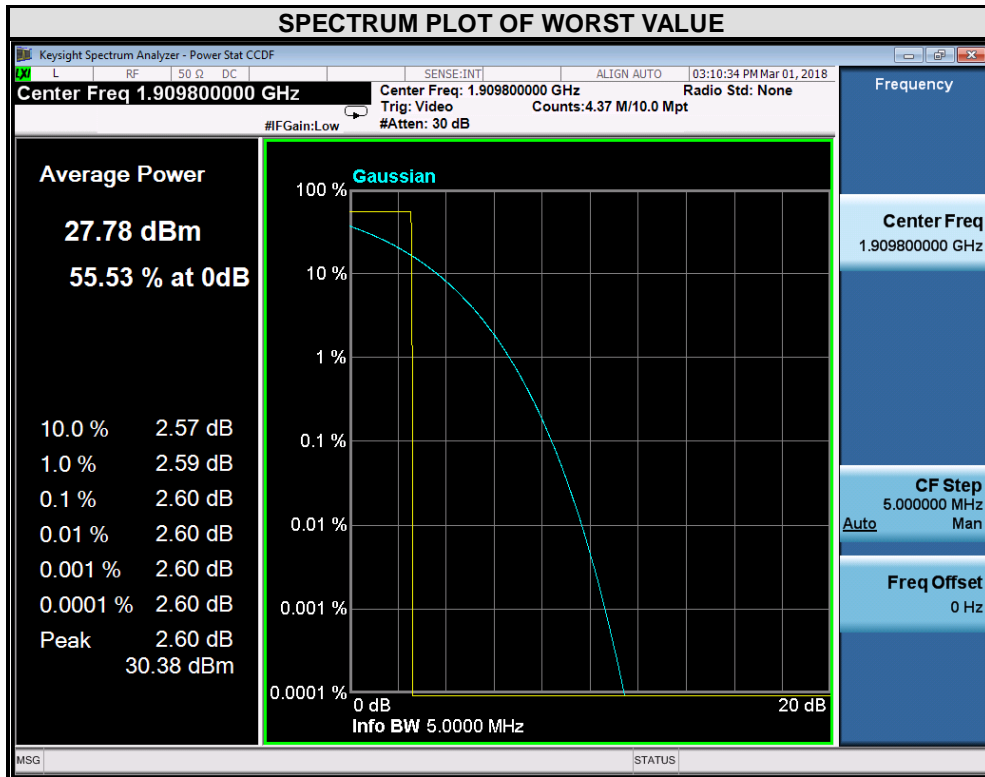 SPECTRUM PLOT OF WORST VALUE
Keysight Spectrum Analyzer - Power Stat CCDF
LXI L RF 50 Ω DC SENSE:INT ALIGN AUTO 03:10:34 PM Mar 01, 2018
Center Freq 1.909800000 GHz
Center Freq: 1.909800000 GHz Radio Std: None
Trig: Video Counts:4.37 M/10.0 Mpt
#IFGain:Low #Atten: 30 dB
Average Power
27.78 dBm
55.53 % at 0dB
10.0 % 2.57 dB
1.0 % 2.59 dB
0.1 % 2.60 dB
0.01 % 2.60 dB
0.001 % 2.60 dB
0.0001 % 2.60 dB
Peak 2.60 dB
30.38 dBm
Gaussian
100 %
10 %
1 %
0.1 %
0.01 %
0.001 %
0.0001 %
0 dB 20 dB
Info BW 5.0000 MHz
Frequency
Center Freq
1.909800000 GHz
CF Step
5.000000 MHz
Auto Man
Freq Offset
0 Hz
MSG STATUS